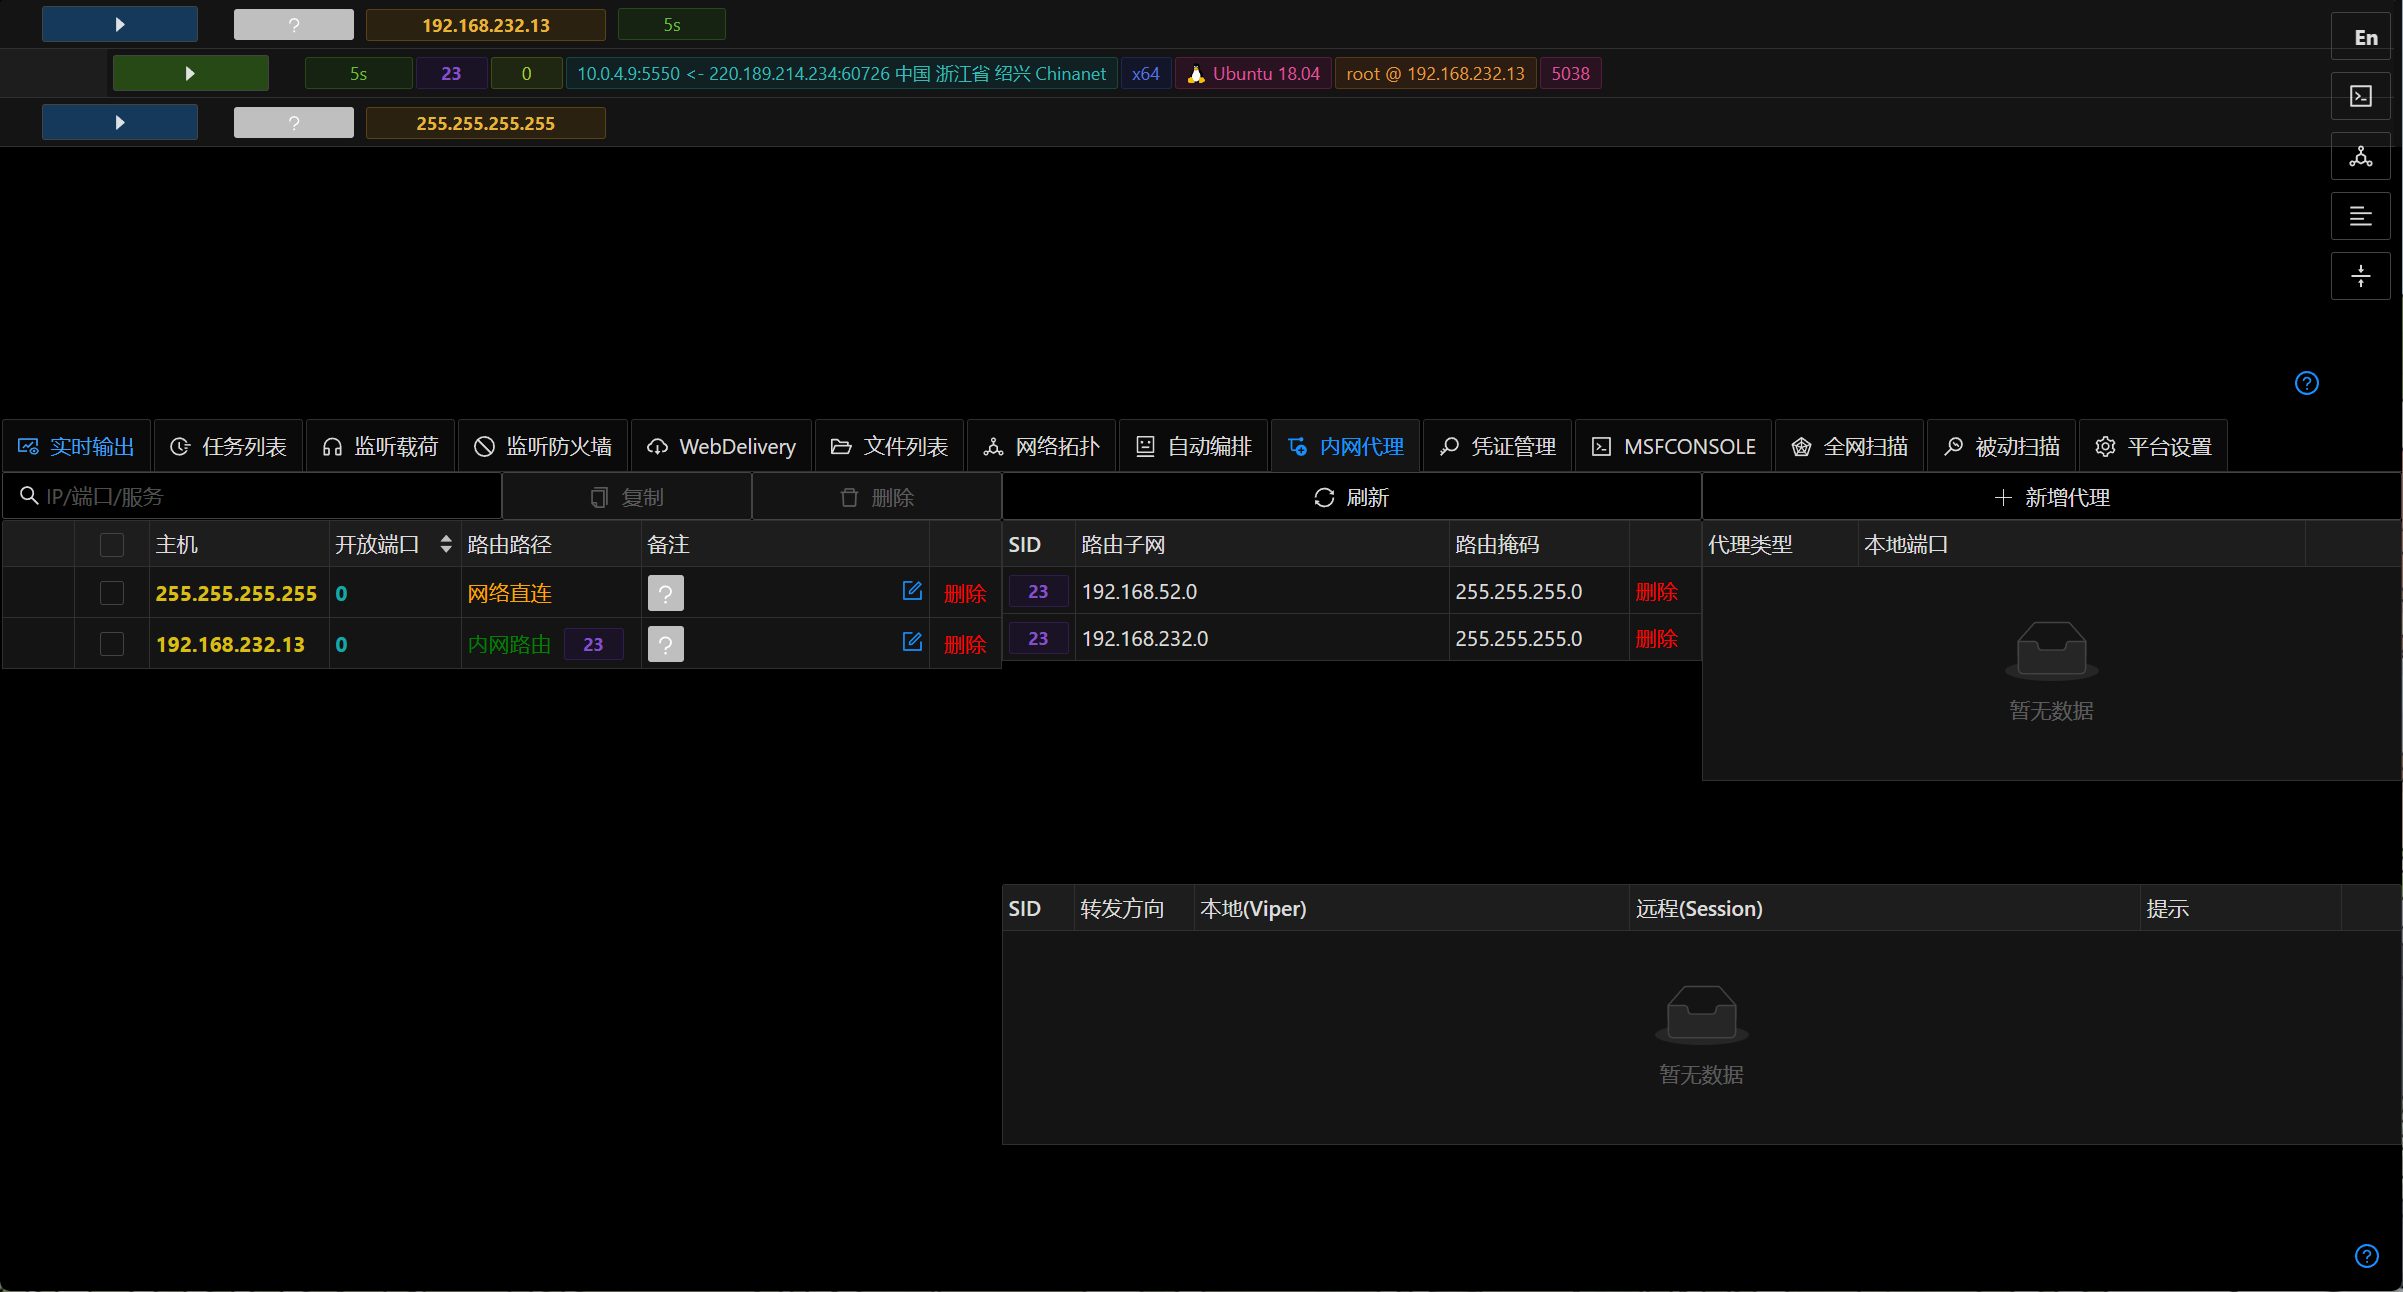 ? 192.168.232.13 5s
5s 23 0 10.0.4.9:5550 <- 220.189.214.234:60726 中国 浙江省 绍兴 Chinanet x64 Ubuntu 18.04 root @ 192.168.232.13 5038
? 255.255.255.255
En
实时输出 任务列表 监听载荷 监听防火墙 WebDelivery 文件列表 网络拓扑 自动编排 内网代理 凭证管理 MSFCONSOLE 全网扫描 被动扫描 平台设置
IP/端口/服务 复制 删除 刷新 新增代理
主机 开放端口 路由路径 备注 SID 路由子网 路由掩码 代理类型 本地端口
255.255.255.255 0 网络直连 ? 删除 23 192.168.52.0 255.255.255.0 删除
192.168.232.13 0 内网路由 23 ? 删除 23 192.168.232.0 255.255.255.0 删除
暂无数据
SID 转发方向 本地(Viper) 远程(Session) 提示
暂无数据